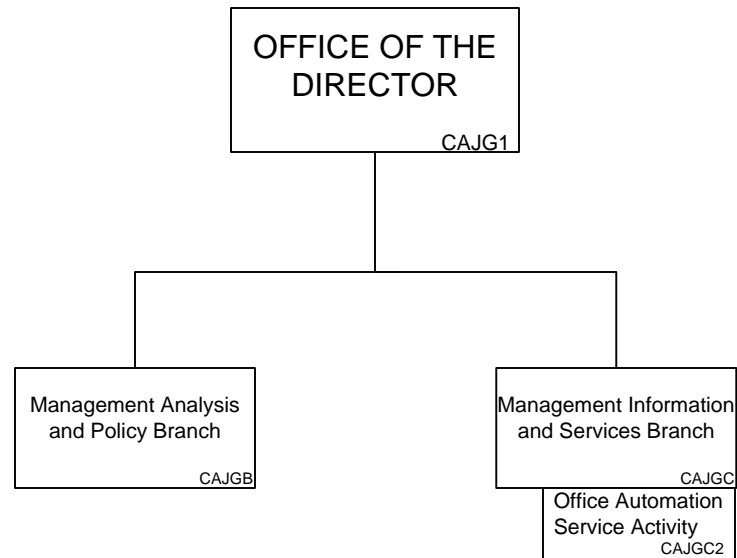 OFFICE OF THE
DIRECTOR
CAJG1
Management Analysis
and Policy Branch
CAJGB
Management Information
and Services Branch
CAJGC
Office Automation
Service Activity
CAJGC2